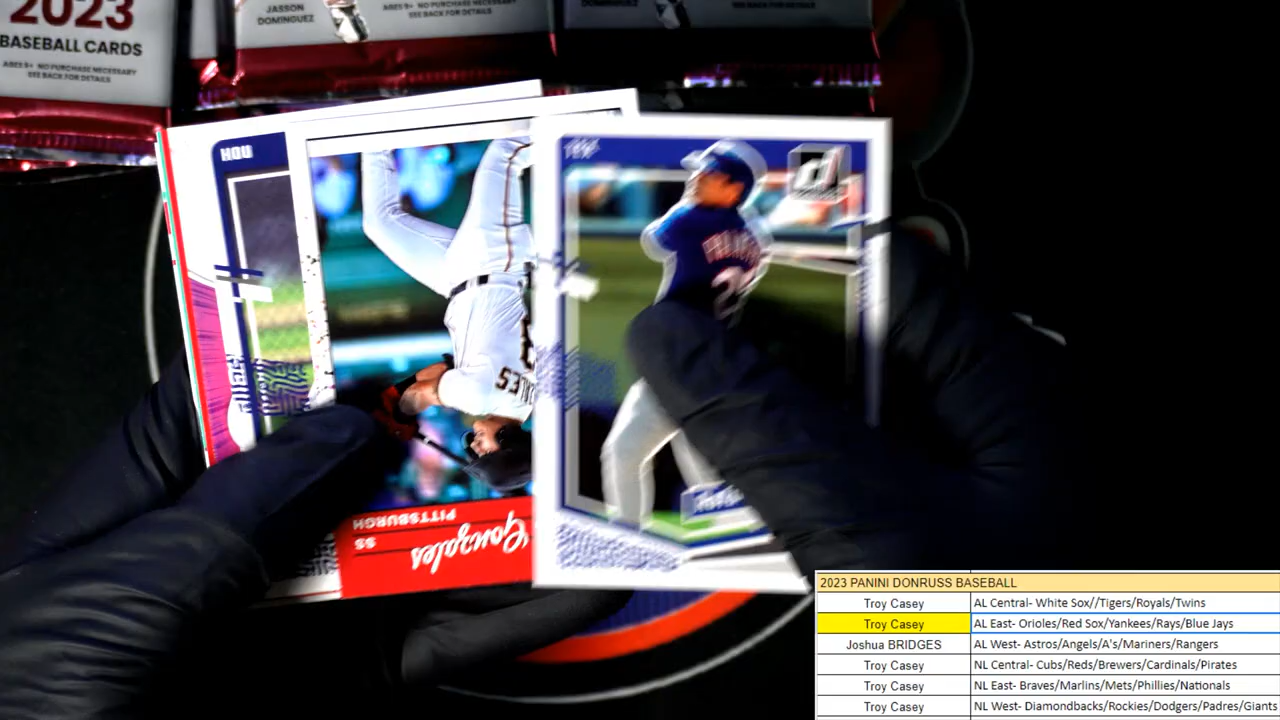 2023
BASEBALL CARDS
AGES 9+ NO PURCHASE NECESSARY
SEE BACK FOR DETAILS
JASSON
DOMINGUEZ
NO PURCHASE NECESSARY
SEE BACK FOR DETAILS
HOU
TEX
d
Gonzales
SS
PITTSBURGH
2023 PANINI DONRUSS BASEBALL
Troy Casey AL Central- White Sox//Tigers/Royals/Twins
Troy Casey AL East- Orioles/Red Sox/Yankees/Rays/Blue Jays
Joshua BRIDGES AL West- Astros/Angels/A's/Mariners/Rangers
Troy Casey NL Central- Cubs/Reds/Brewers/Cardinals/Pirates
Troy Casey NL East- Braves/Marlins/Mets/Phillies/Nationals
Troy Casey NL West- Diamondbacks/Rockies/Dodgers/Padres/Giants